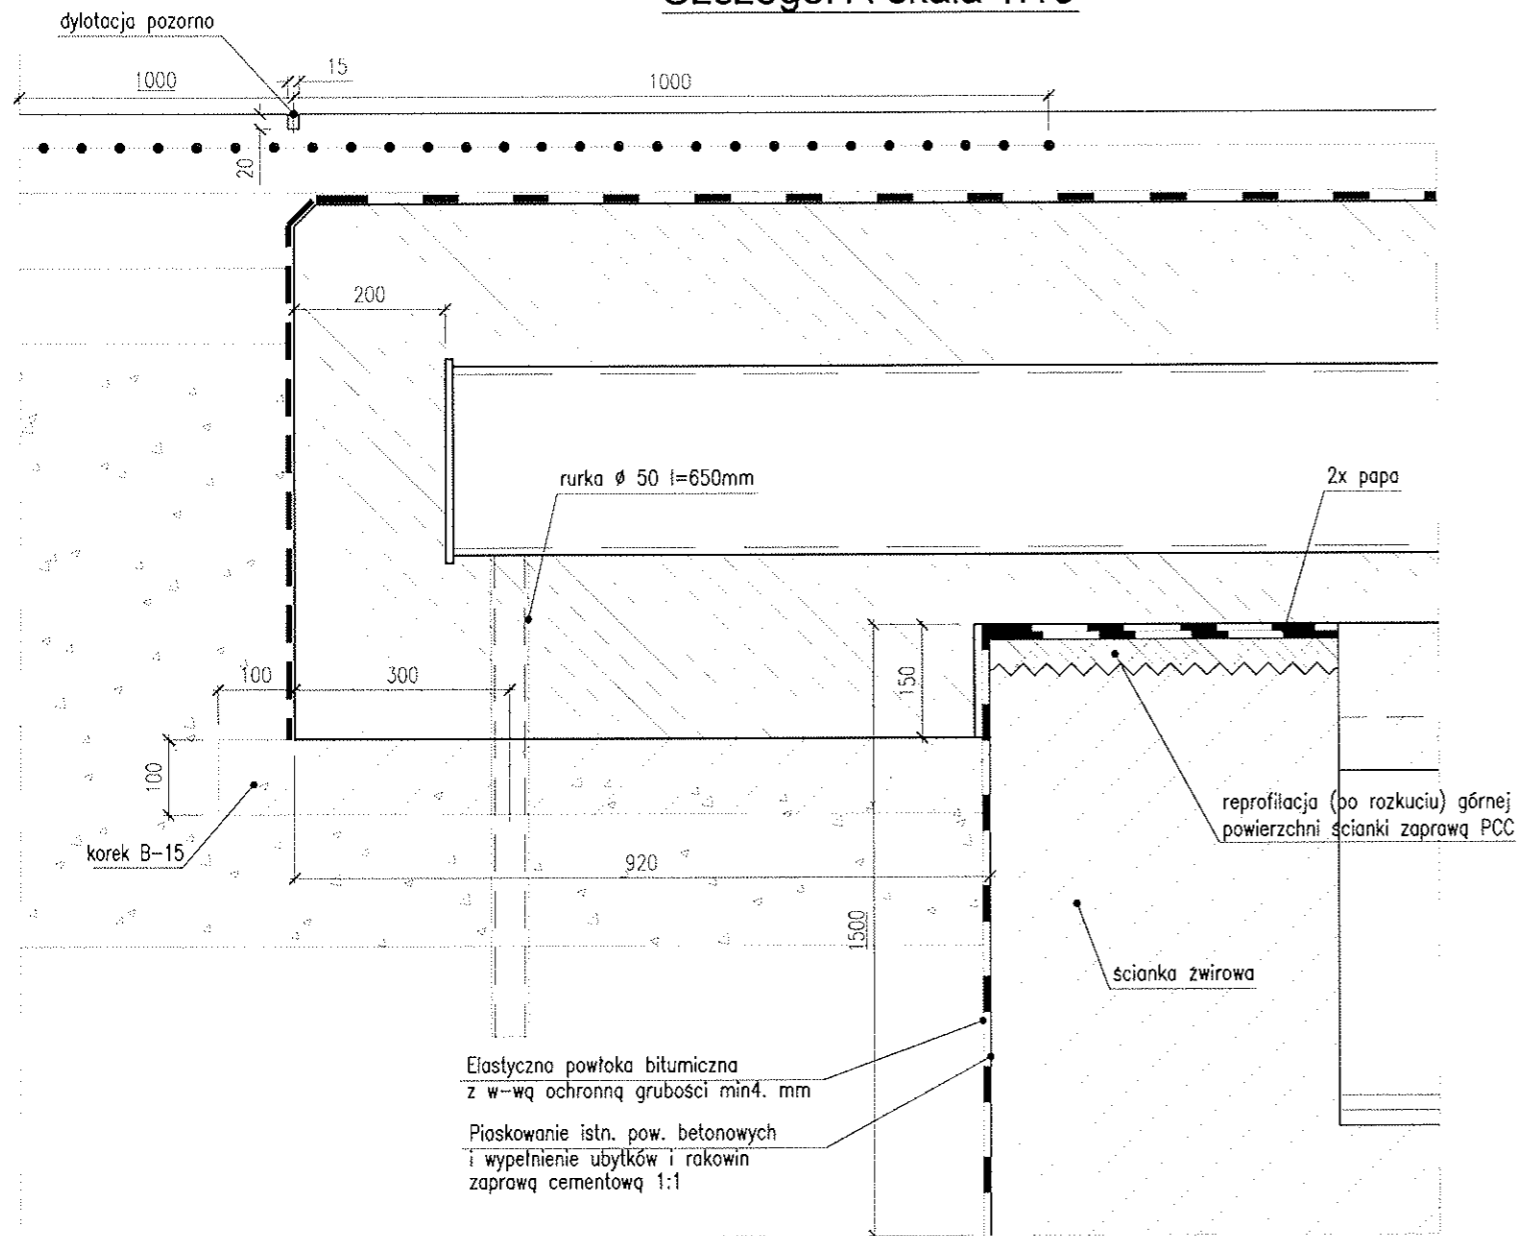 dylotacja pozorno
1000
15
1000
20
200
rurka ø 50 l=650mm
2x papa
100
300
150
100
reprofilacja (po rozkuciu) górnej
powierzchni ścianki zaprawą PCC
korek B-15
920
1500
ścianka żwirowa
Elastyczna powłoka bitumiczna
z w-wą ochronną grubości min4. mm
Piaskowanie istn. pow. betonowych
i wypełnienie ubytków i rakowin
zaprawą cementową 1:1